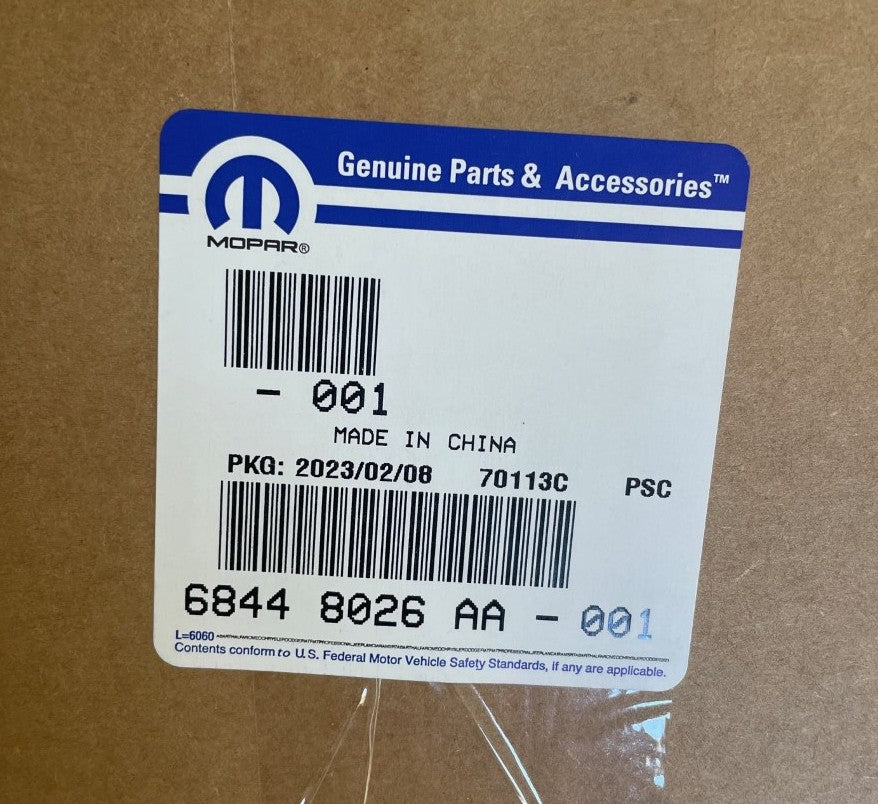 Genuine Parts & Accessories™
MOPAR®
- 001
MADE IN CHINA
PKG: 2023/02/08 70113C PSC
6844 8026 AA - 001
L=6060
Contents conform to U.S. Federal Motor Vehicle Safety Standards, if any are applicable.